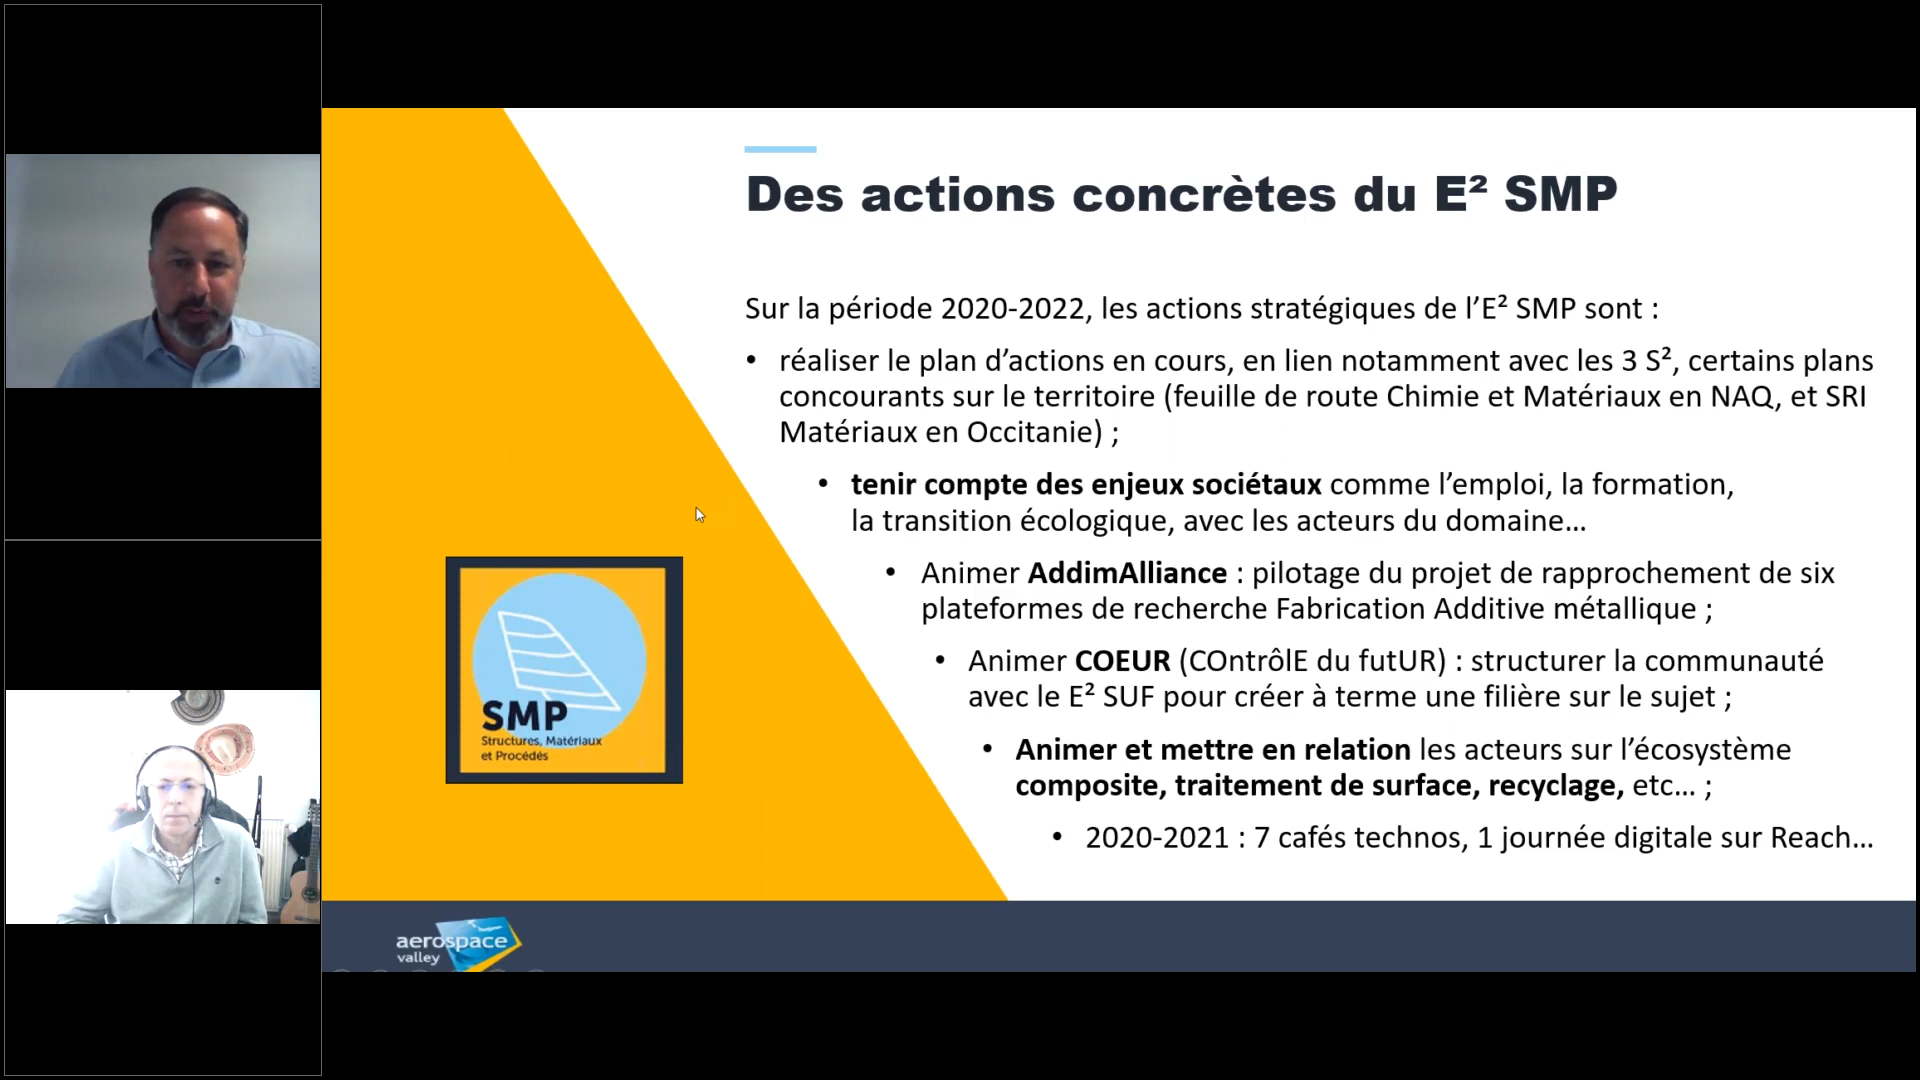 Des actions concrètes du E² SMP
Sur la période 2020-2022, les actions stratégiques de l’E² SMP sont :
• réaliser le plan d’actions en cours, en lien notamment avec les 3 S², certains plans
concourants sur le territoire (feuille de route Chimie et Matériaux en NAQ, et SRI
Matériaux en Occitanie) ;
• tenir compte des enjeux sociétaux comme l’emploi, la formation,
la transition écologique, avec les acteurs du domaine…
• Animer AddimAlliance : pilotage du projet de rapprochement de six
plateformes de recherche Fabrication Additive métallique ;
• Animer COEUR (COntrôlE du futUR) : structurer la communauté
avec le E² SUF pour créer à terme une filière sur le sujet ;
• Animer et mettre en relation les acteurs sur l’écosystème
composite, traitement de surface, recyclage, etc… ;
• 2020-2021 : 7 cafés technos, 1 journée digitale sur Reach…
SMP
Structures, Matériaux
et Procédés
aerospace
valley